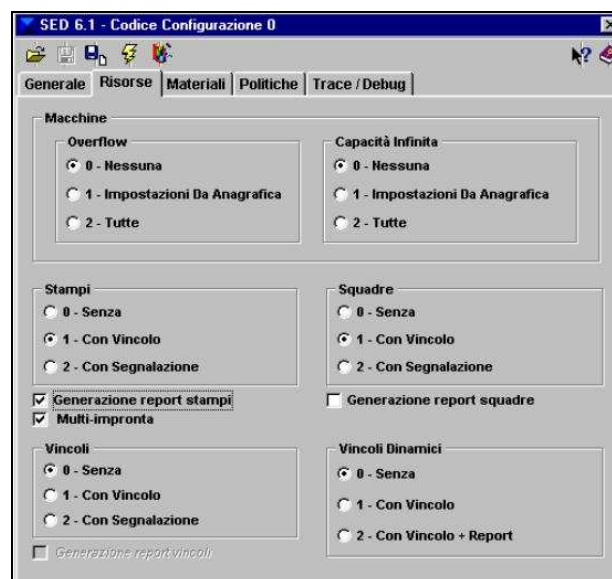 SED 6.1 - Codice Configurazione 0
Generale Risorse Materiali Politiche Trace / Debug
Macchine
Overflow
0 - Nessuna
1 - Impostazioni Da Anagrafica
2 - Tutte
Capacità Infinita
0 - Nessuna
1 - Impostazioni Da Anagrafica
2 - Tutte
Stampi
0 - Senza
1 - Con Vincolo
2 - Con Segnalazione
Squadre
0 - Senza
1 - Con Vincolo
2 - Con Segnalazione
Generazione report stampi
Multi-impronta
Generazione report squadre
Vincoli
0 - Senza
1 - Con Vincolo
2 - Con Segnalazione
Generazione report vincoli
Vincoli Dinamici
0 - Senza
1 - Con Vincolo
2 - Con Vincolo + Report